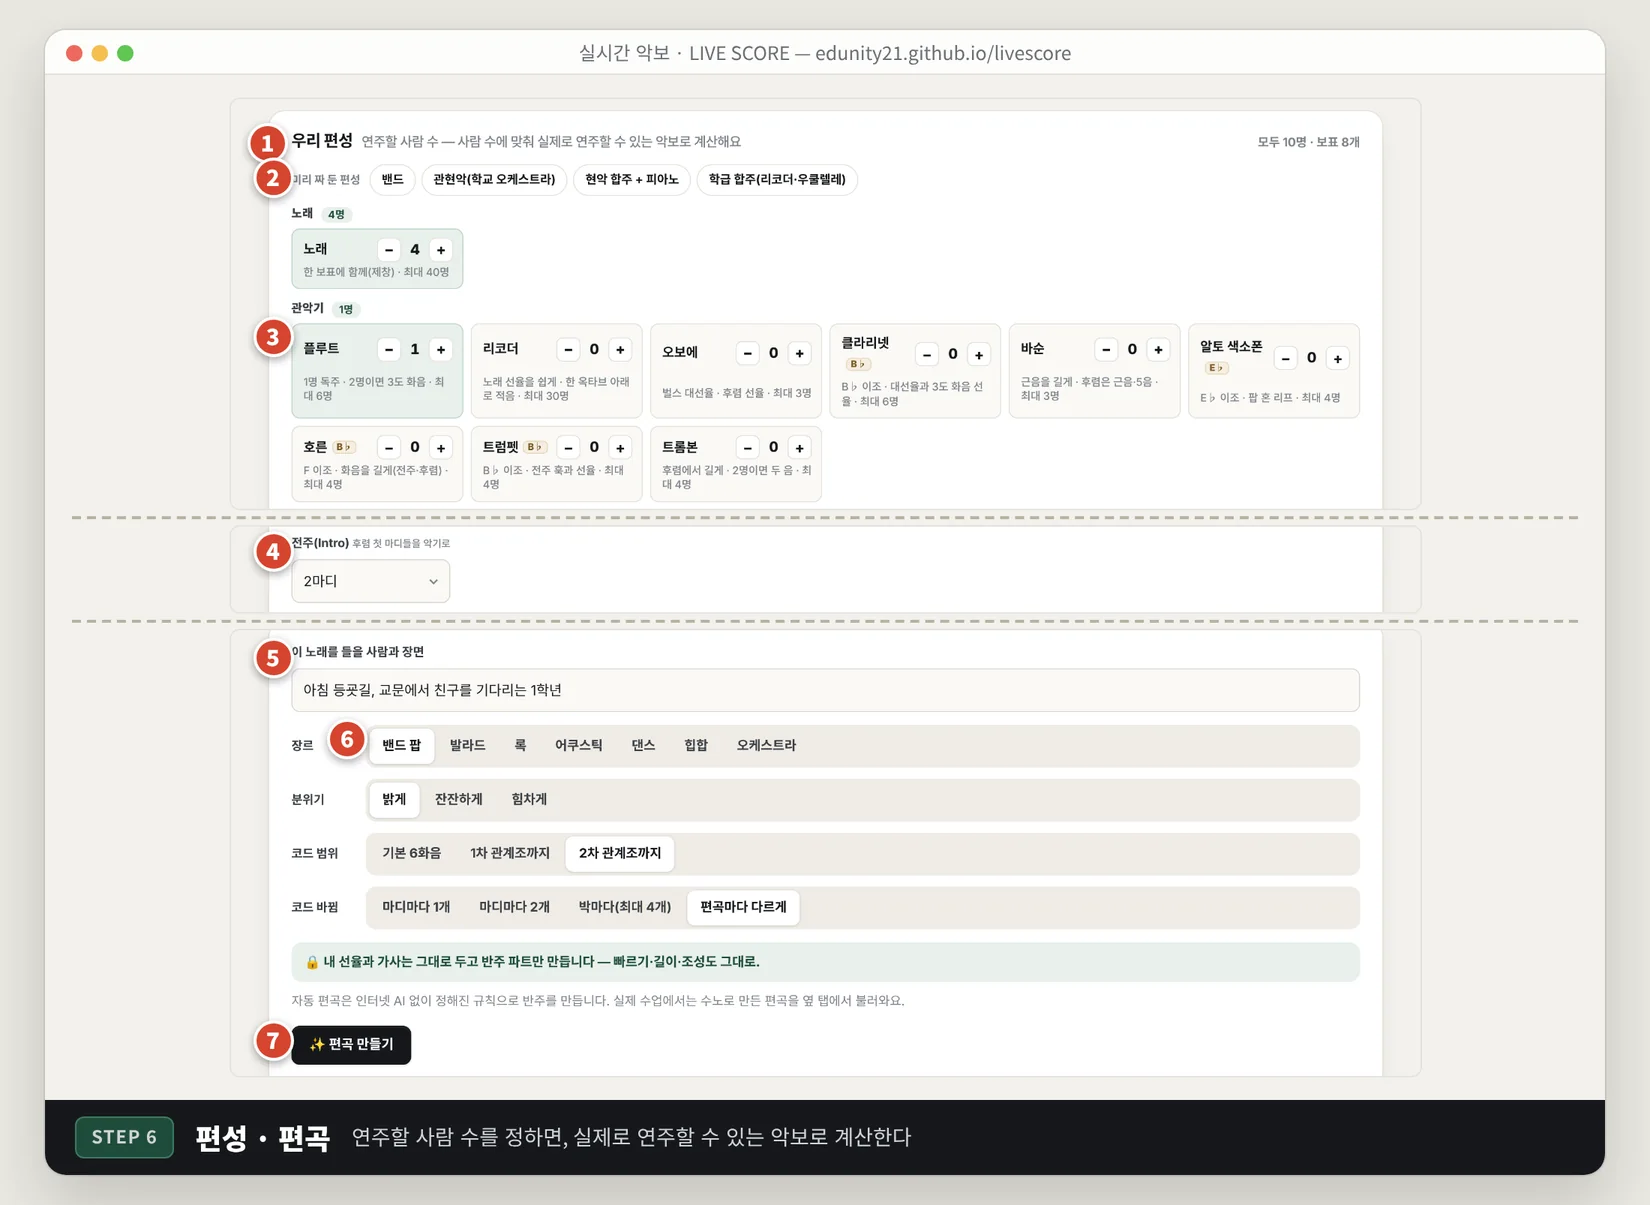 실시간 악보 · LIVE SCORE — edunity21.github.io/livescore
1
우리 편성 연주할 사람 수 — 사람 수에 맞춰 실제로 연주할 수 있는 악보로 계산해요
모두 10명 · 보표 8개
2
미리 짜 둔 편성 밴드 관현악(학교 오케스트라) 현악 합주 + 피아노 학급 합주(리코더·우쿨렐레)
노래 4명
노래 − 4 +
한 보표에 함께(제창) · 최대 40명
관악기 1명
3
플루트 − 1 +
1명 독주 · 2명이면 3도 화음 · 최
대 6명
리코더 − 0 +
노래 선율을 쉽게 · 한 옥타브 아래
로 적음 · 최대 30명
오보에 − 0 +
벌스 대선율 · 후렴 선율 · 최대 3명
클라리넷 − 0 +
B♭
B♭ 이조 · 대선율과 3도 화음 선
율 · 최대 6명
바순 − 0 +
근음을 길게 · 후렴은 근음·5음 ·
최대 3명
알토 색소폰 − 0 +
E♭
E♭ 이조 · 팝 혼 리프 · 최대 4명
호른 B♭ − 0 +
F 이조 · 화음을 길게(전주·후렴) ·
최대 4명
트럼펫 B♭ − 0 +
B♭ 이조 · 전주 훅과 선율 · 최대
4명
트롬본 − 0 +
후렴에서 길게 · 2명이면 두 음 · 최
대 4명
4
전주(Intro) 후렴 첫 마디들을 악기로
2마디
5
이 노래를 들을 사람과 장면
아침 등굣길, 교문에서 친구를 기다리는 1학년
장르 6 밴드 팝 발라드 록 어쿠스틱 댄스 힙합 오케스트라
분위기 밝게 잔잔하게 힘차게
코드 범위 기본 6화음 1차 관계조까지 2차 관계조까지
코드 바뀜 마디마다 1개 마디마다 2개 박마다(최대 4개) 편곡마다 다르게
🔒 내 선율과 가사는 그대로 두고 반주 파트만 만듭니다 — 빠르기·길이·조성도 그대로.
자동 편곡은 인터넷 AI 없이 정해진 규칙으로 반주를 만듭니다. 실제 수업에서는 수노로 만든 편곡을 옆 탭에서 불러와요.
7
✨ 편곡 만들기
STEP 6 편성 · 편곡 연주할 사람 수를 정하면, 실제로 연주할 수 있는 악보로 계산한다